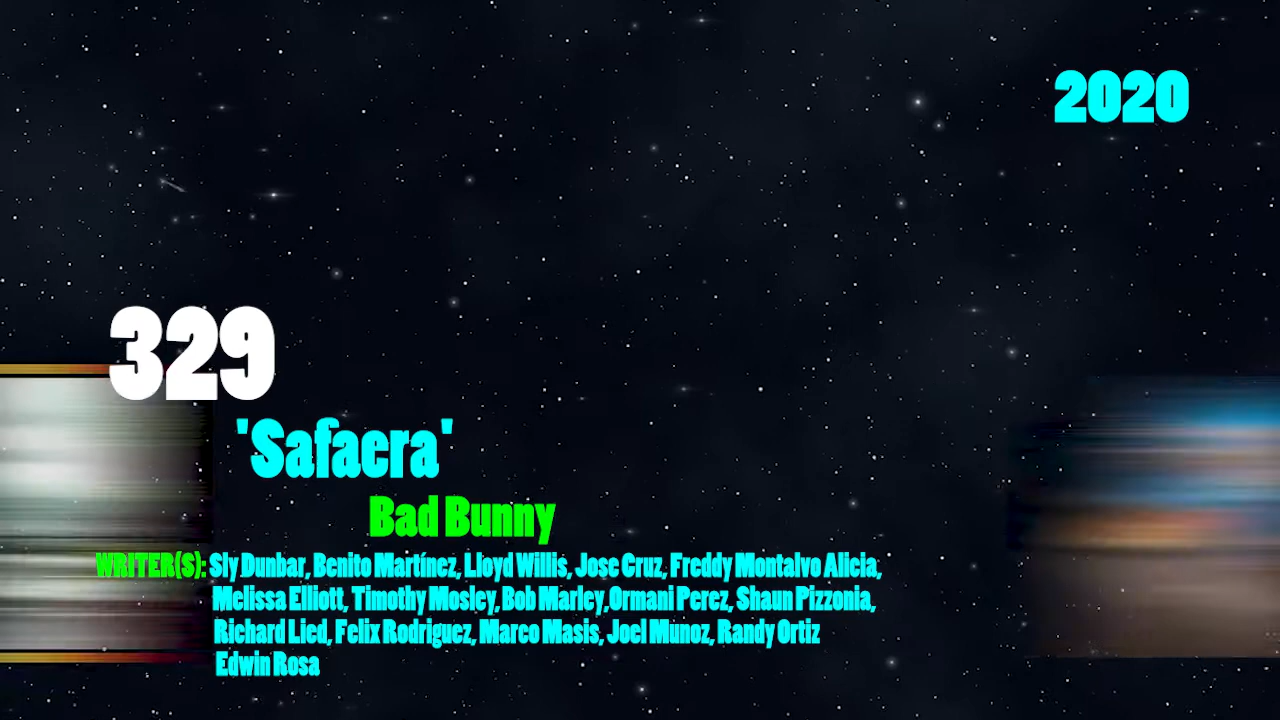 2020
329
'Safaera'
Bad Bunny
WRITER(S): Sly Dunbar, Benito Martínez, Lloyd Willis, Jose Cruz, Freddy Montalvo Alicia,
Melissa Elliott, Timothy Mosley, Bob Marley,Ormani Perez, Shaun Pizzonia,
Richard Lied, Felix Rodriguez, Marco Masis, Joel Munoz, Randy Ortiz
Edwin Rosa